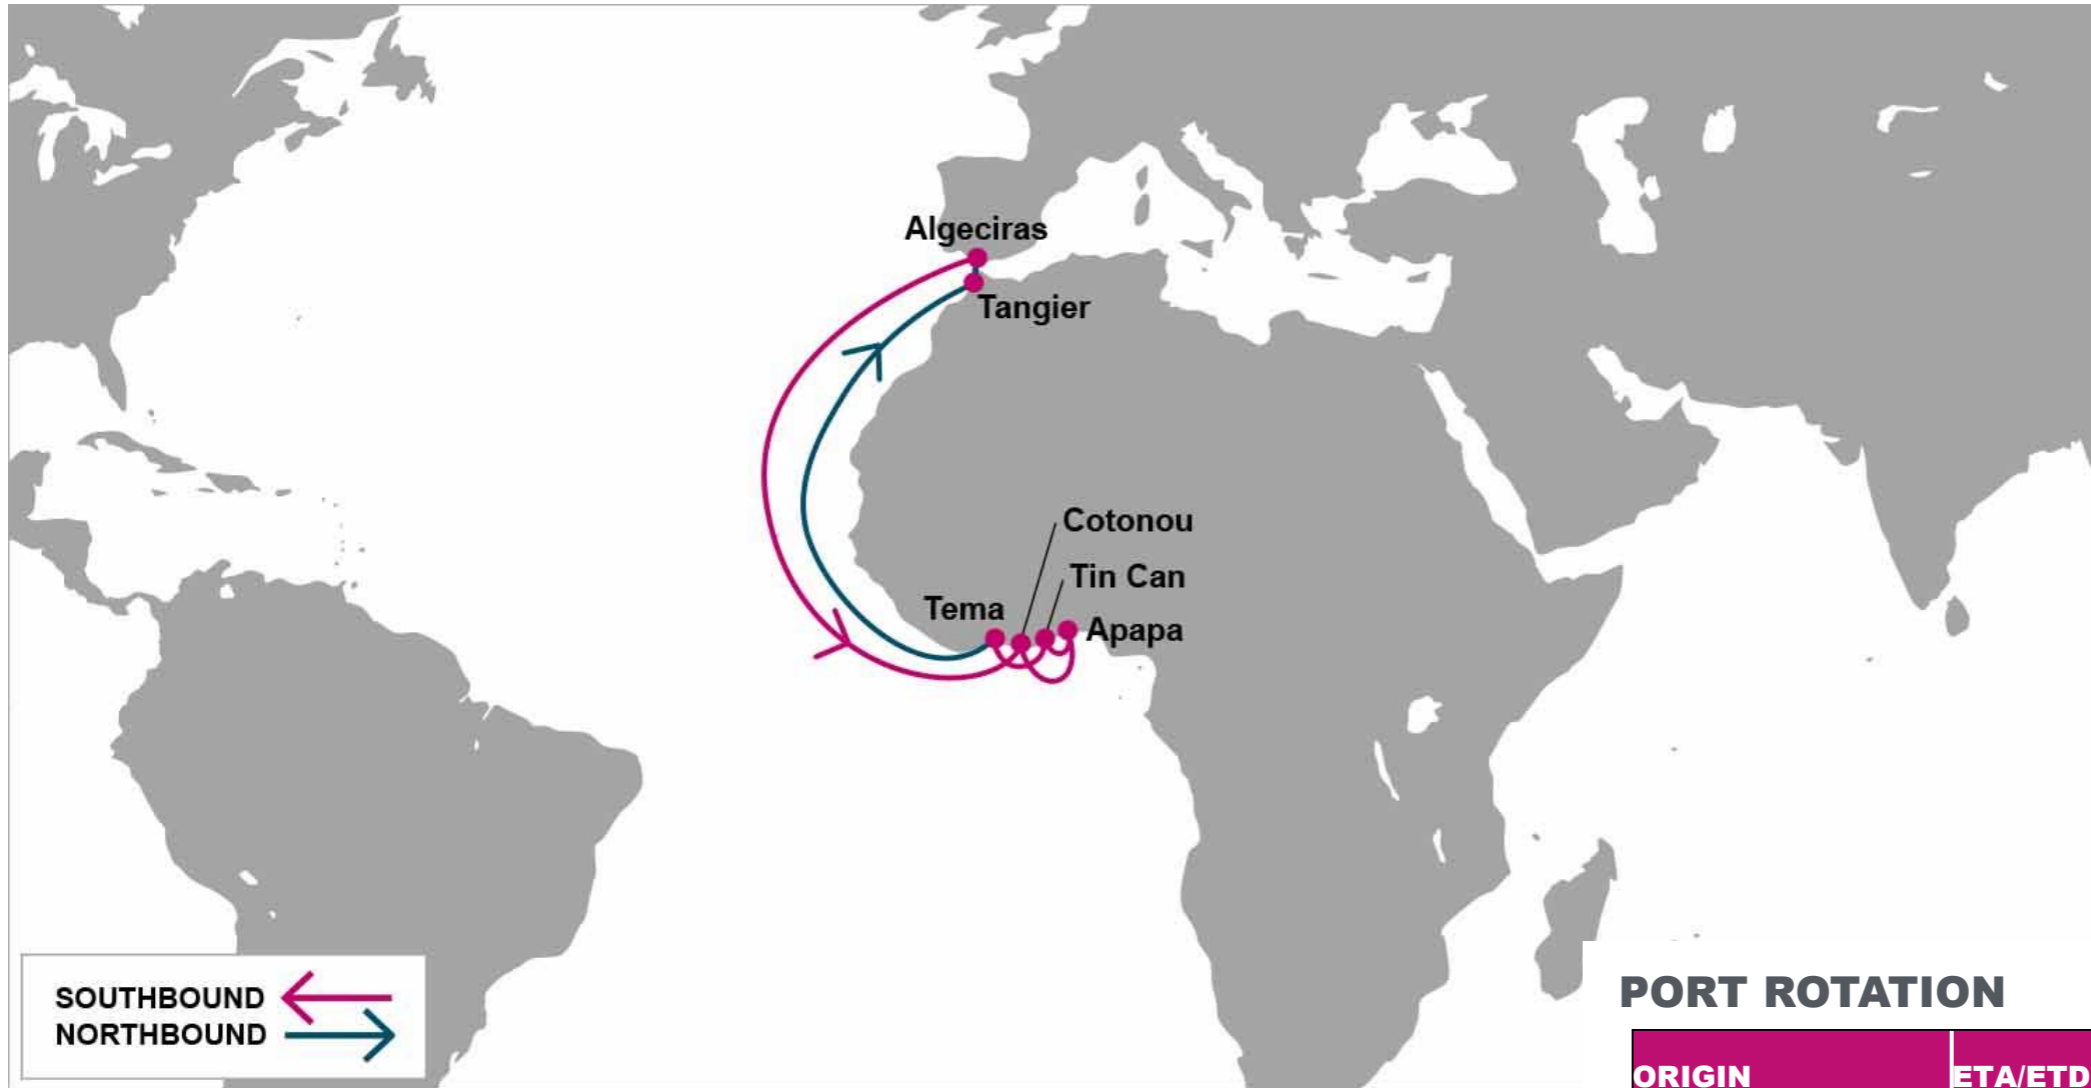 Algeciras
Tangier
Cotonou
Tin Can
Tema
Apapa
SOUTHBOUND
NORTHBOUND
PORT ROTATION
ORIGIN ETA/ETD